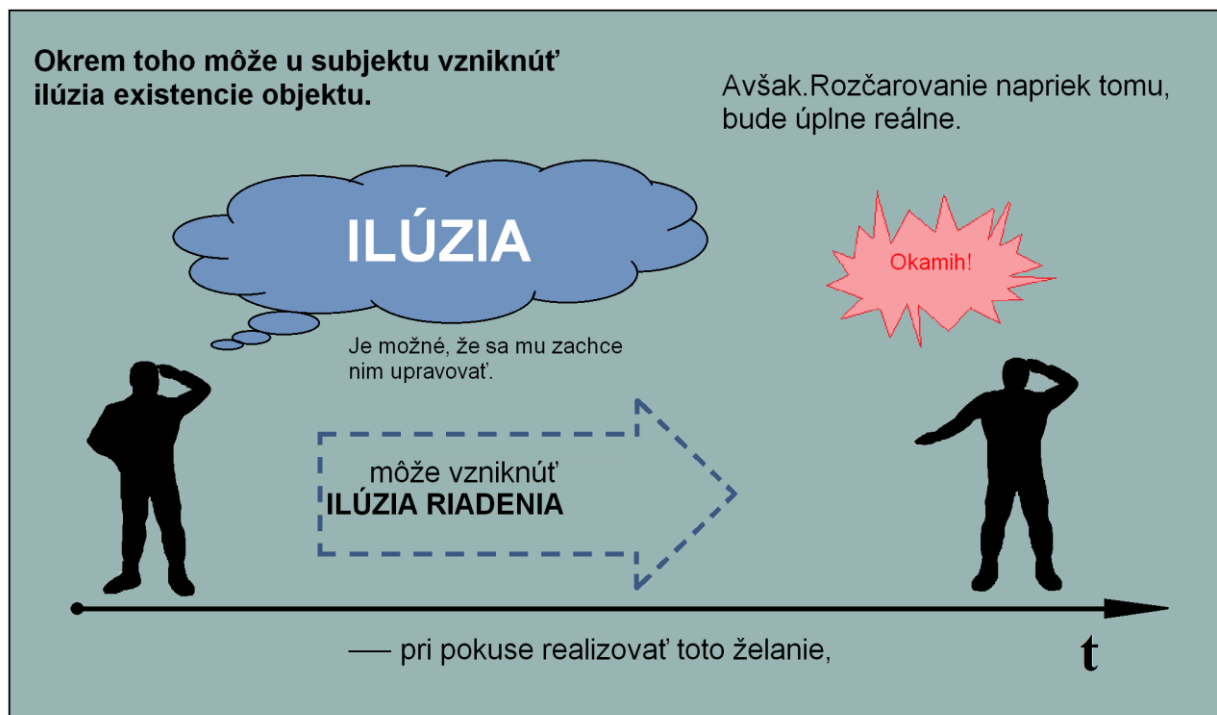 Okrem toho môže u subjektu vzniknúť
ilúzia existencie objektu.
Avšak.Rozčarovanie napriek tomu,
bude úplne reálne.
ILÚZIA
Okamih!
Je možné, že sa mu zachce
nim upravovať.
môže vzniknúť
ILÚZIA RIADENIA
— pri pokuse realizovať toto želanie,
t